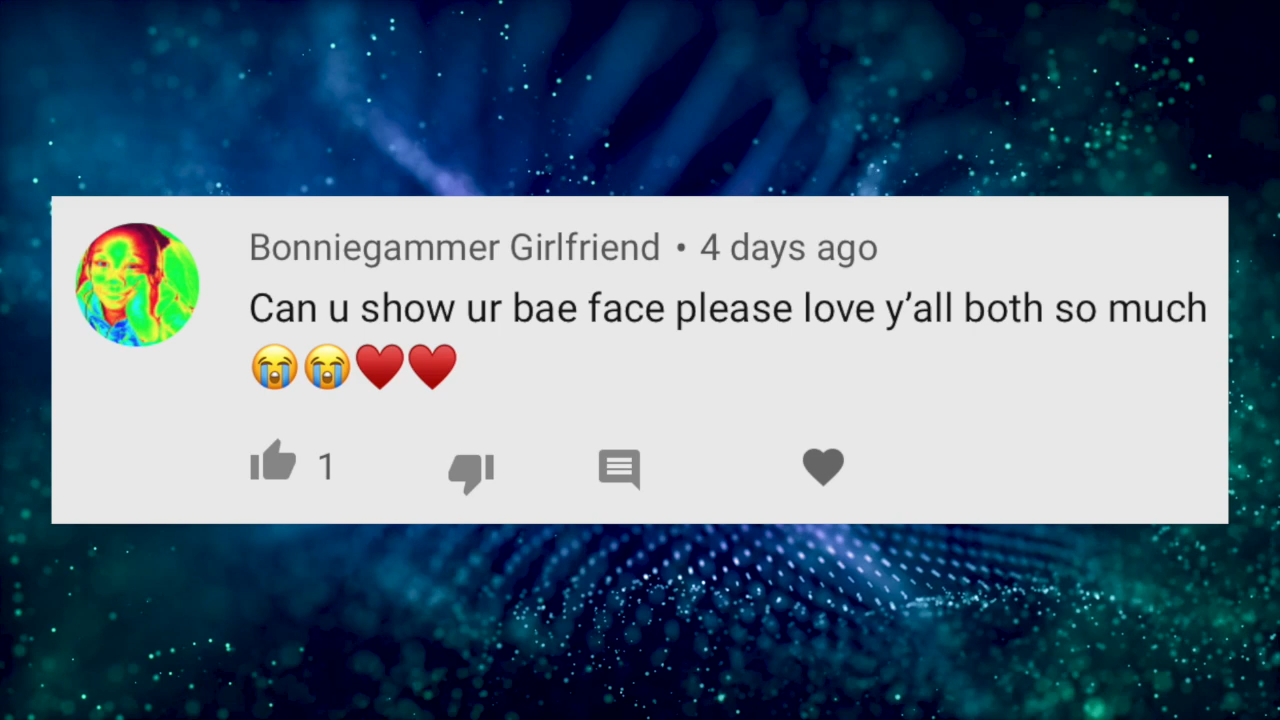 Bonniegammer Girlfriend • 4 days ago
Can u show ur bae face please love y’all both so much
😭😭♥️♥️
1